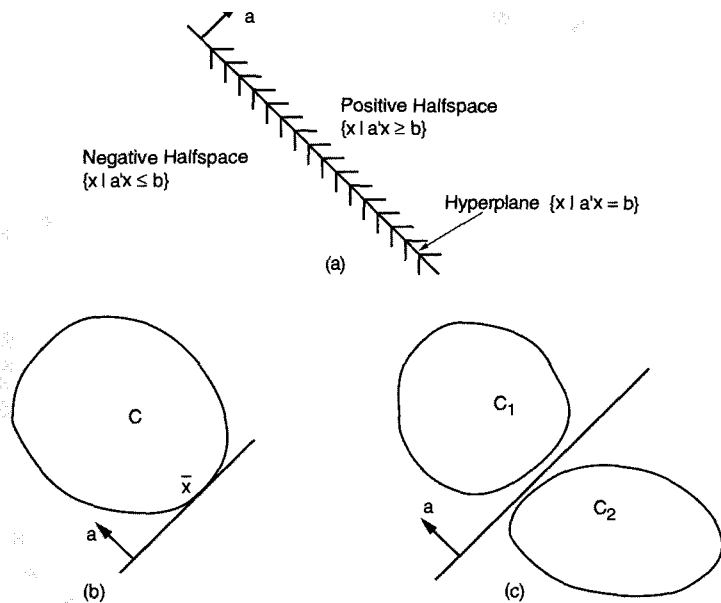 a
Positive Halfspace
{x | a'x ≥ b}
Negative Halfspace
{x | a'x ≤ b}
Hyperplane {x | a'x = b}
(a)
C
x̅
a
(b)
C₁
C₂
a
(c)